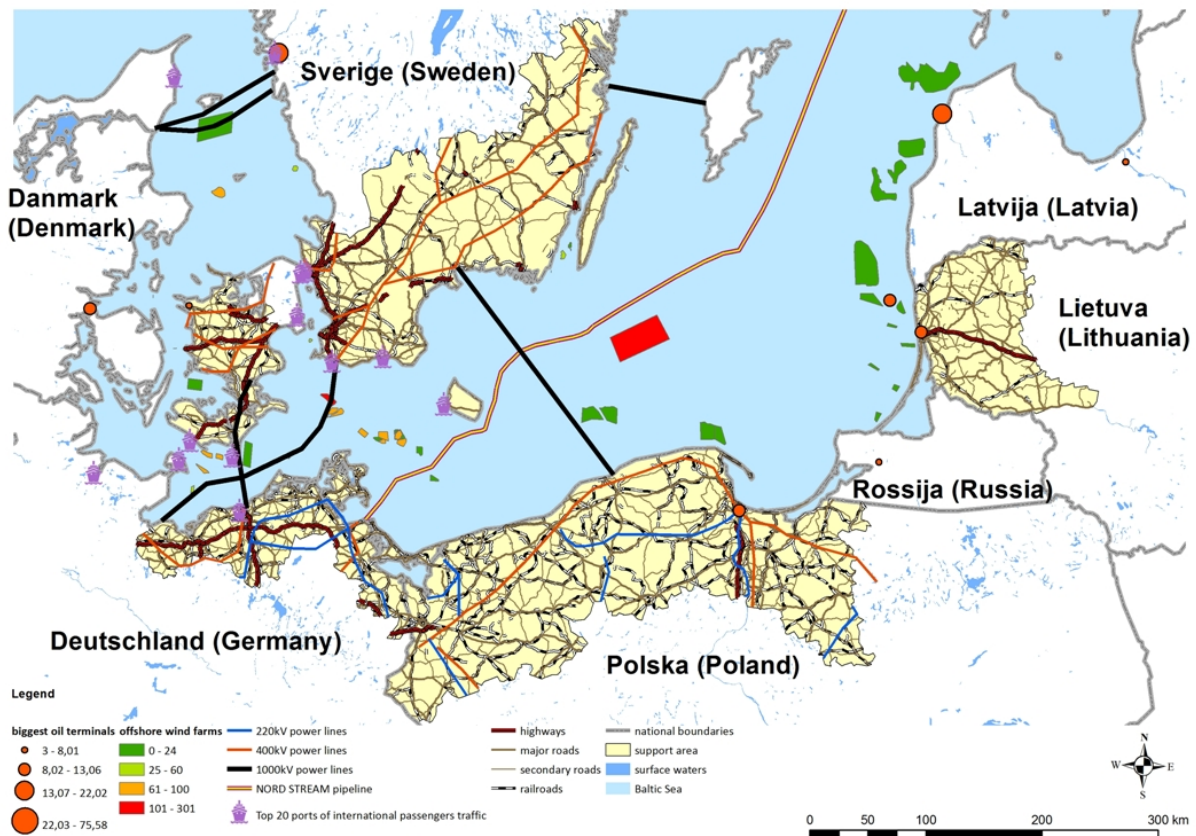 Sverige (Sweden)
Danmark
(Denmark)
Latvija (Latvia)
Lietuva
(Lithuania)
Rossija (Russia)
Deutschland (Germany)
Polska (Poland)
Legend
biggest oil terminals
3 - 8,01
8,02 - 13,06
13,07 - 22,02
22,03 - 75,58
offshore wind farms
0 - 24
25 - 60
61 - 100
101 - 301
220kV power lines
400kV power lines
1000kV power lines
NORD STREAM pipeline
Top 20 ports of international passengers traffic
highways
major roads
secondary roads
railroads
national boundaries
support area
surface waters
Baltic Sea
N
W E
S
0 50 100 200 300 km